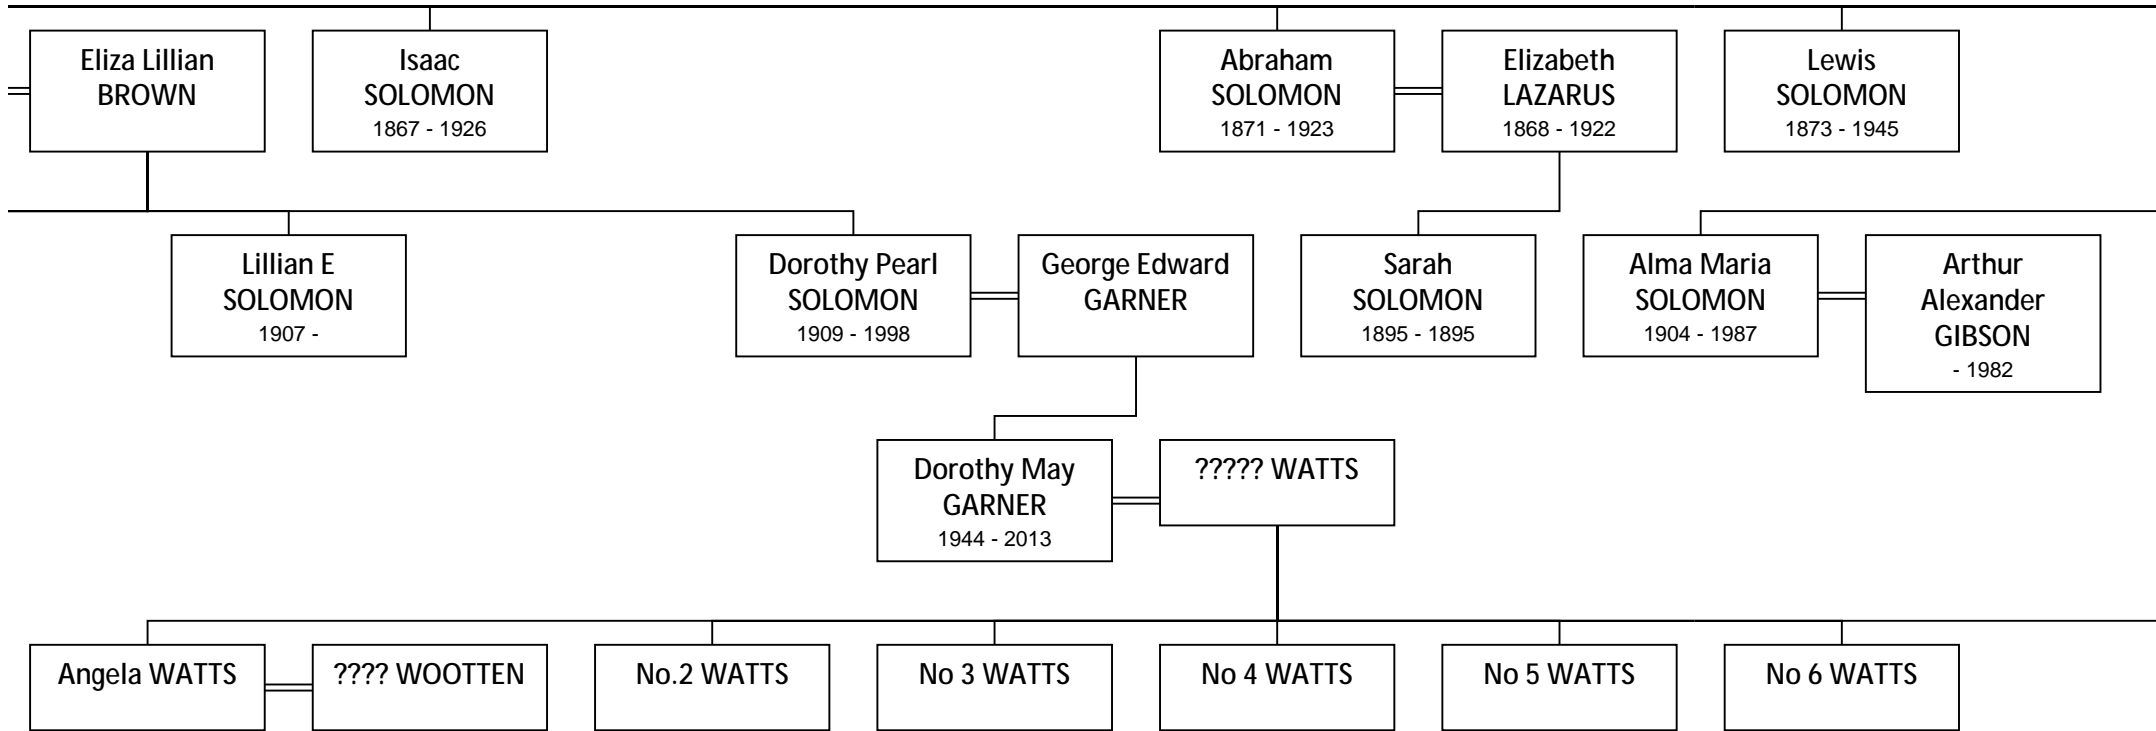 Eliza Lillian
BROWN
Isaac
SOLOMON
1867 - 1926
Abraham
SOLOMON
1871 - 1923
Elizabeth
LAZARUS
1868 - 1922
Lewis
SOLOMON
1873 - 1945
Lillian E
SOLOMON
1907 -
Dorothy Pearl
SOLOMON
1909 - 1998
George Edward
GARNER
Sarah
SOLOMON
1895 - 1895
Alma Maria
SOLOMON
1904 - 1987
Arthur
Alexander
GIBSON
- 1982
Dorothy May
GARNER
1944 - 2013
????? WATTS
Angela WATTS
???? WOOTTEN
No.2 WATTS
No 3 WATTS
No 4 WATTS
No 5 WATTS
No 6 WATTS